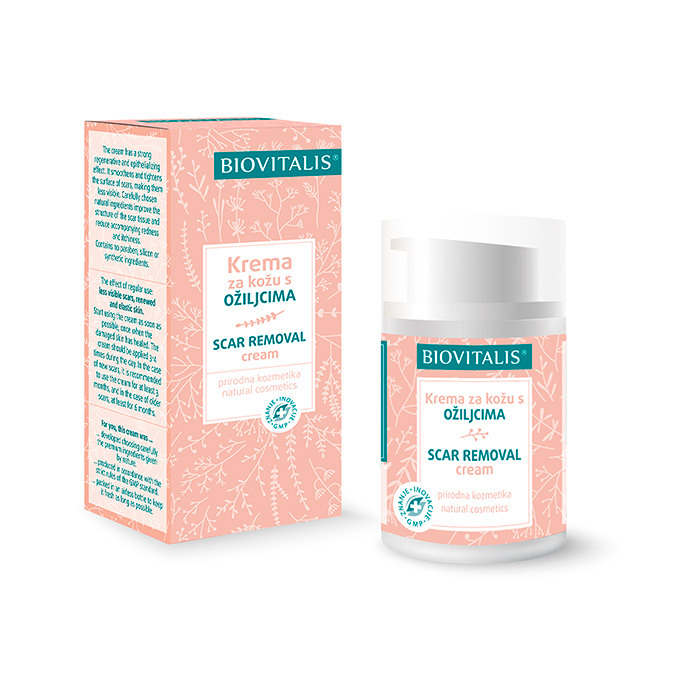 The cream has a strong
regenerative and epithelializing
effect. It smoothens and tightens
the surface of scars, making them
less visible. Carefully chosen
natural ingredients improve the
structure of the scar tissue and
reduce accompanying redness
and itchiness.
Contains no paraben, silicon or
synthetic ingredients.
The effect of regular use:
less visible scars, renewed
and elastic skin.
Start using the cream as soon as
possible, once when the
damaged skin has healed. The
cream should be applied 3-4
times during the day. In the case
of new scars, it is recommended
to use the cream for at least 3
months, and in the case of older
scars, at least for 6 months.
For you, this cream was ...
... developed choosing carefully
the premium ingredients given
by nature.
... produced in accordance with the
strict rules of the GMP standard.
... packed in an airless bottle to keep
it fresh as long as possible.
BIOVITALIS®
Krema
za kožu s
OŽILJCIMA
SCAR REMOVAL
cream
prirodna kozmetika
natural cosmetics
ZNANJE • INOVACIJE • GMP •
BIOVITALIS®
Krema za kožu s
OŽILJCIMA
SCAR REMOVAL
cream
prirodna kozmetika
natural cosmetics
ZNANJE • INOVACIJE • GMP •